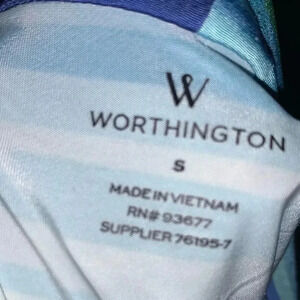 W
WORTHINGTON
S
MADE IN VIETNAM
RN# 93677
SUPPLIER 76195-7